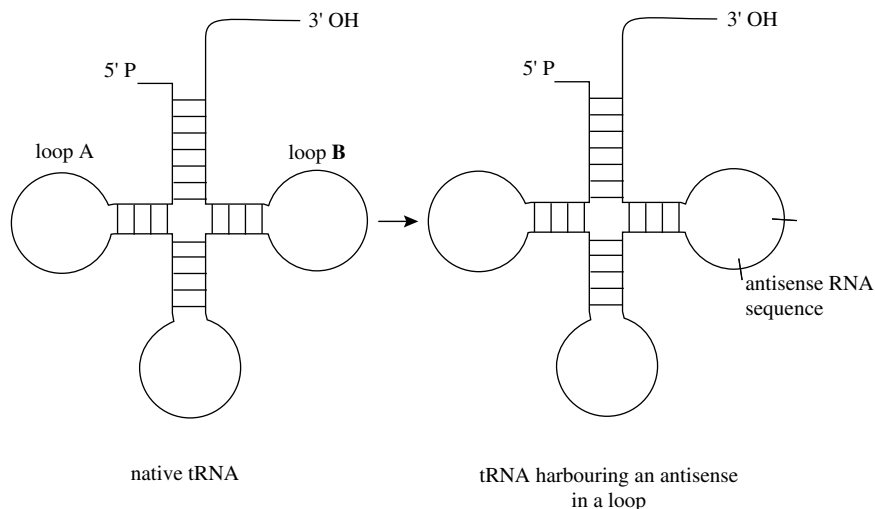 3' OH
5' P
loop A
loop B
native tRNA
3' OH
5' P
antisense RNA
sequence
tRNA harbouring an antisense
in a loop